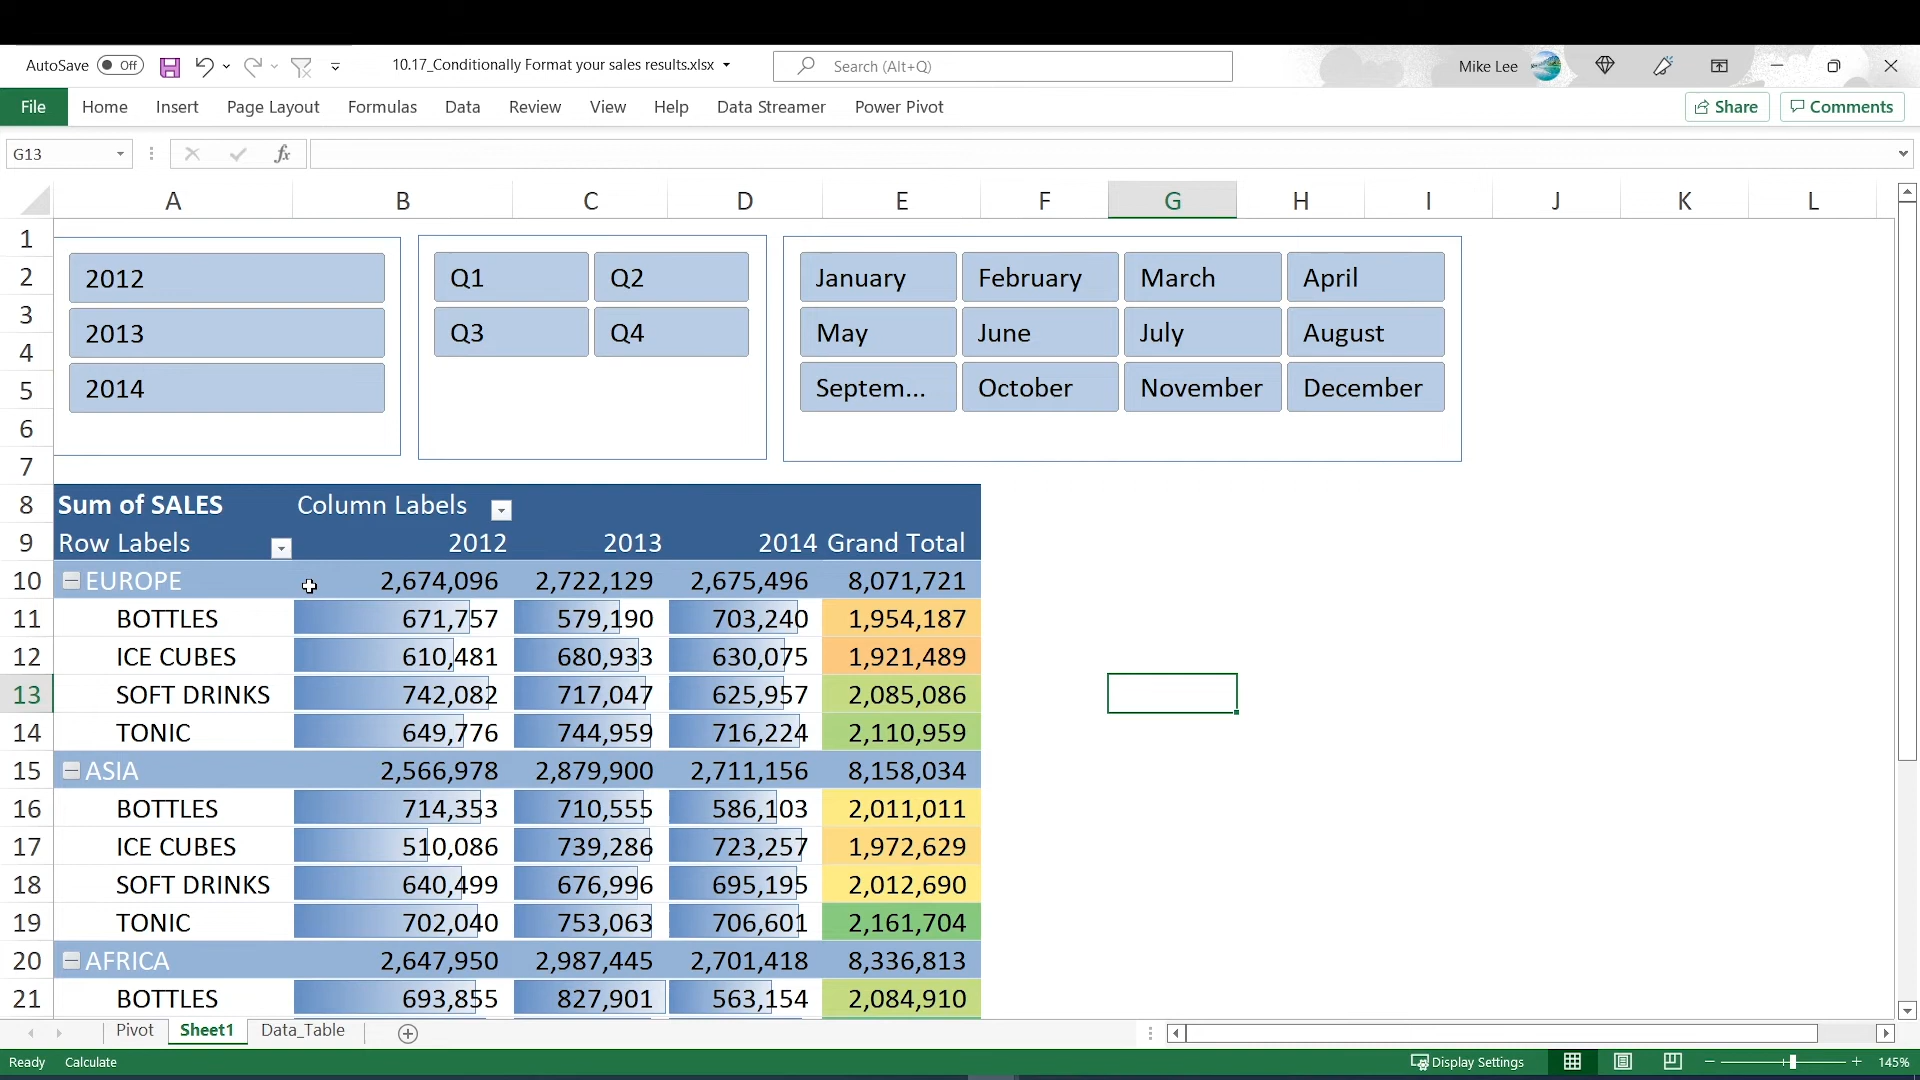 AutoSave Off 10.17_Conditionally Format your sales results.xlsx Search (Alt+Q) Mike Lee
File Home Insert Page Layout Formulas Data Review View Help Data Streamer Power Pivot Share Comments
G13 fx
A B C D E F G H I J K L
1
2 2012 Q1 Q2 January February March April
3 2013 Q3 Q4 May June July August
4
5 2014 Septem... October November December
6
7
8 Sum of SALES Column Labels
9 Row Labels 2012 2013 2014 Grand Total
10 EUROPE 2,674,096 2,722,129 2,675,496 8,071,721
11 BOTTLES 671,757 579,190 703,240 1,954,187
12 ICE CUBES 610,481 680,933 630,075 1,921,489
13 SOFT DRINKS 742,082 717,047 625,957 2,085,086
14 TONIC 649,776 744,959 716,224 2,110,959
15 ASIA 2,566,978 2,879,900 2,711,156 8,158,034
16 BOTTLES 714,353 710,555 586,103 2,011,011
17 ICE CUBES 510,086 739,286 723,257 1,972,629
18 SOFT DRINKS 640,499 676,996 695,195 2,012,690
19 TONIC 702,040 753,063 706,601 2,161,704
20 AFRICA 2,647,950 2,987,445 2,701,418 8,336,813
21 BOTTLES 693,855 827,901 563,154 2,084,910
Pivot Sheet1 Data_Table
Ready Calculate Display Settings 145%